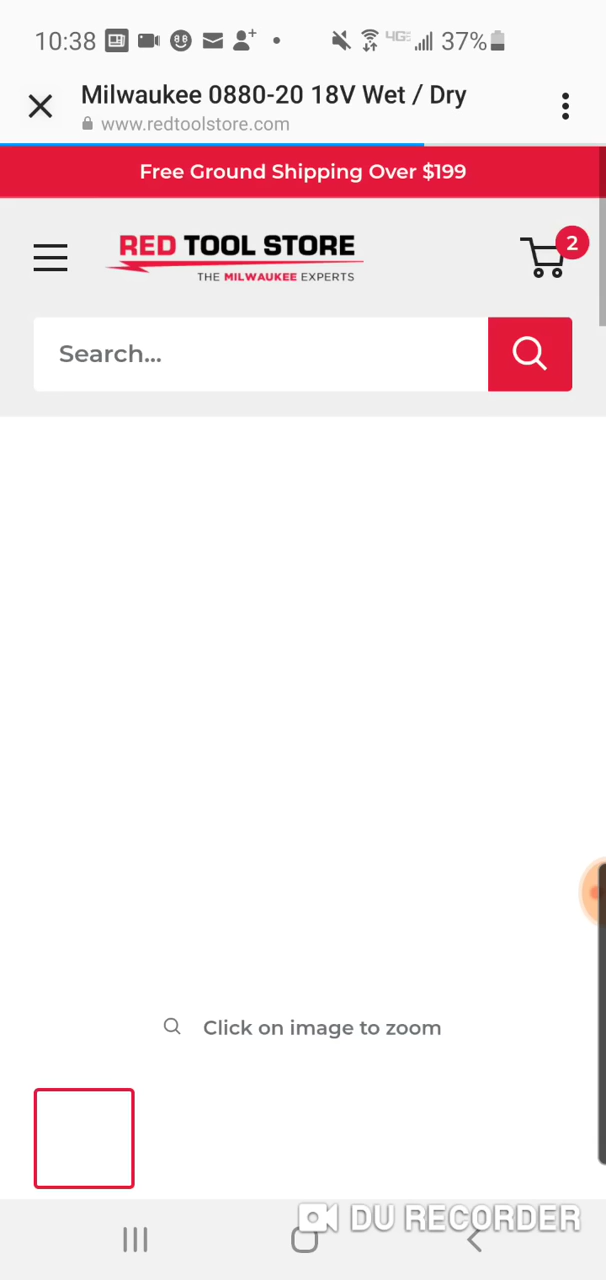 10:38 4GE 37%
Milwaukee 0880-20 18V Wet / Dry
www.redtoolstore.com
Free Ground Shipping Over $199
RED TOOL STORE
THE MILWAUKEE EXPERTS
2
Search...
Click on image to zoom
DU RECORDER